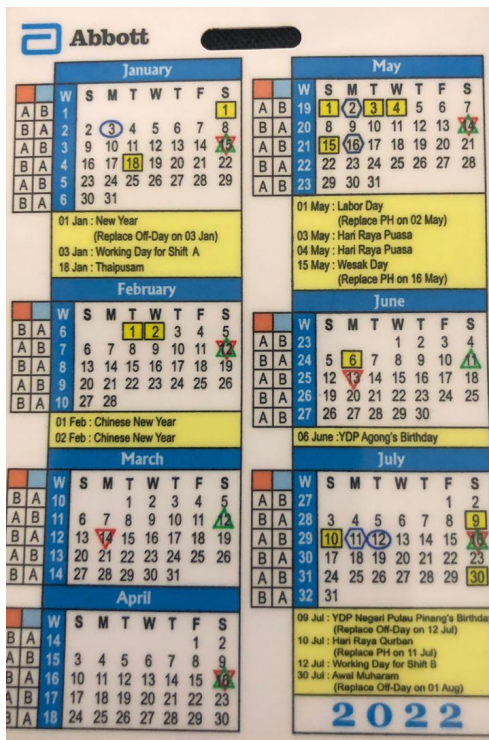 Abbott
January
W S M T W T F S
A B 1 1
B A 2 2 3 4 5 6 7 8
A B 3 9 10 11 12 13 14 15
B A 4 16 17 18 19 20 21 22
A B 5 23 24 25 26 27 28 29
B A 6 30 31
01 Jan : New Year
(Replace Off-Day on 03 Jan)
03 Jan : Working Day for Shift A
18 Jan : Thaipusam
February
W S M T W T F S
B A 6 1 2 3 4 5
A B 7 6 7 8 9 10 11 12
B A 8 13 14 15 16 17 18 19
A B 9 20 21 22 23 24 25 26
B A 10 27 28
01 Feb : Chinese New Year
02 Feb : Chinese New Year
March
W S M T W T F S
B A 10 1 2 3 4 5
A B 11 6 7 8 9 10 11 12
B A 12 13 14 15 16 17 18 19
A B 13 20 21 22 23 24 25 26
B A 14 27 28 29 30 31
April
W S M T W T F S
B A 14 1 2
A B 15 3 4 5 6 7 8 9
B A 16 10 11 12 13 14 15 16
A B 17 17 18 19 20 21 22 23
B A 18 24 25 26 27 28 29 30
May
W S M T W T F S
A B 19 1 2 3 4 5 6 7
B A 20 8 9 10 11 12 13 14
A B 21 15 16 17 18 19 20 21
B A 22 22 23 24 25 26 27 28
A B 23 29 30 31
01 May : Labor Day
(Replace PH on 02 May)
03 May : Hari Raya Puasa
04 May : Hari Raya Puasa
15 May : Wesak Day
(Replace PH on 16 May)
June
W S M T W T F S
A B 23 1 2 3 4
B A 24 5 6 7 8 9 10 11
A B 25 12 13 14 15 16 17 18
B A 26 19 20 21 22 23 24 25
A B 27 26 27 28 29 30
06 June :YDP Agong's Birthday
July
W S M T W T F S
A B 27 1 2
B A 28 3 4 5 6 7 8 9
A B 29 10 11 12 13 14 15 16
B A 30 17 18 19 20 21 22 23
A B 31 24 25 26 27 28 29 30
B A 32 31
09 Jul : YDP Negeri Pulau Pinang's Birthda
(Replace Off-Day on 12 Jul)
10 Jul : Hari Raya Qurban
(Replace PH on 11 Jul)
12 Jul : Working Day for Shift B
30 Jul : Awal Muharam
(Replace Off-Day on 01 Aug)
2022